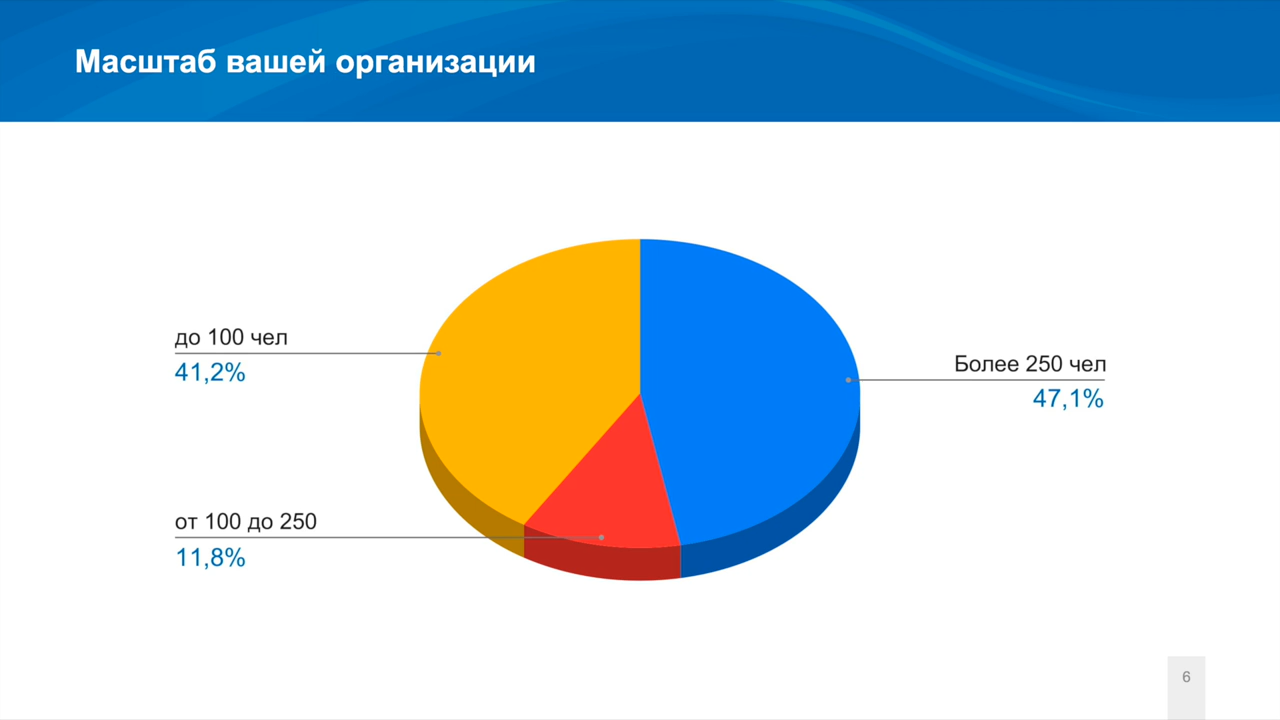 Масштаб вашей организации
до 100 чел
41,2%
Более 250 чел
47,1%
от 100 до 250
11,8%
6